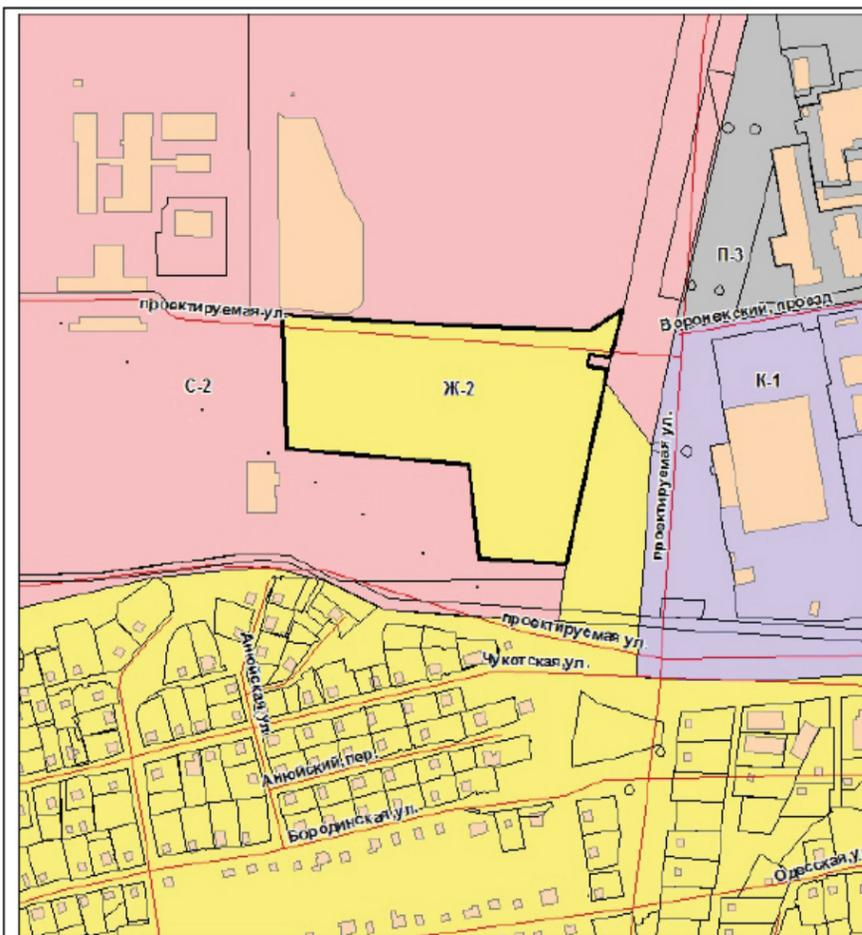 П-3
проектируемая ул.
Воронежский проезд
С-2
Ж-2
К-1
проектируемая ул.
проектируемая ул.
Чукотская ул.
Анюйская ул.
Анюйский пер.
Бородинская ул.
Одесская у